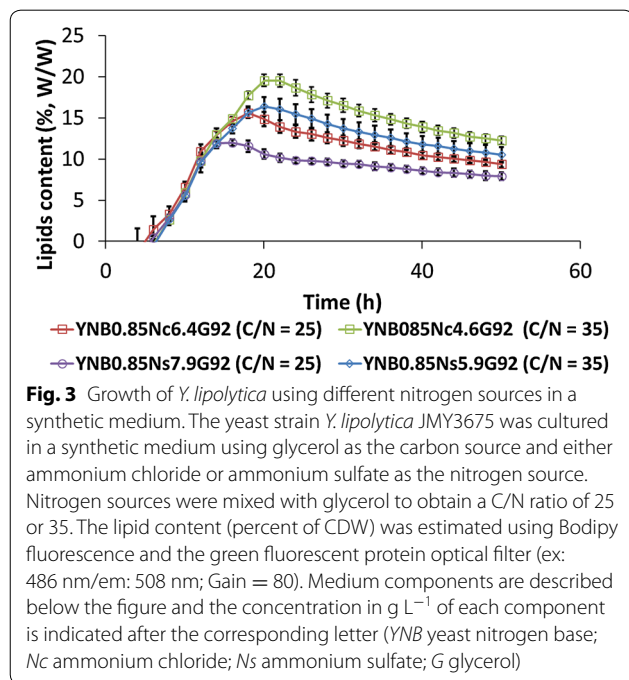 25
20
15
10
5
0
Lipids content (%, W/W)
0 20 40 60
Time (h)
YNB0.85Nc6.4G92 (C/N = 25) YNB085Nc4.6G92 (C/N = 35)
YNB0.85Ns7.9G92 (C/N = 25) YNB0.85Ns5.9G92 (C/N = 35)
Fig. 3 Growth of Y. lipolytica using different nitrogen sources in a
synthetic medium. The yeast strain Y. lipolytica JMY3675 was cultured
in a synthetic medium using glycerol as the carbon source and either
ammonium chloride or ammonium sulfate as the nitrogen source.
Nitrogen sources were mixed with glycerol to obtain a C/N ratio of 25
or 35. The lipid content (percent of CDW) was estimated using Bodipy
fluorescence and the green fluorescent protein optical filter (ex:
486 nm/em: 508 nm; Gain = 80). Medium components are described
below the figure and the concentration in g L⁻¹ of each component
is indicated after the corresponding letter (YNB yeast nitrogen base;
Nc ammonium chloride; Ns ammonium sulfate; G glycerol)